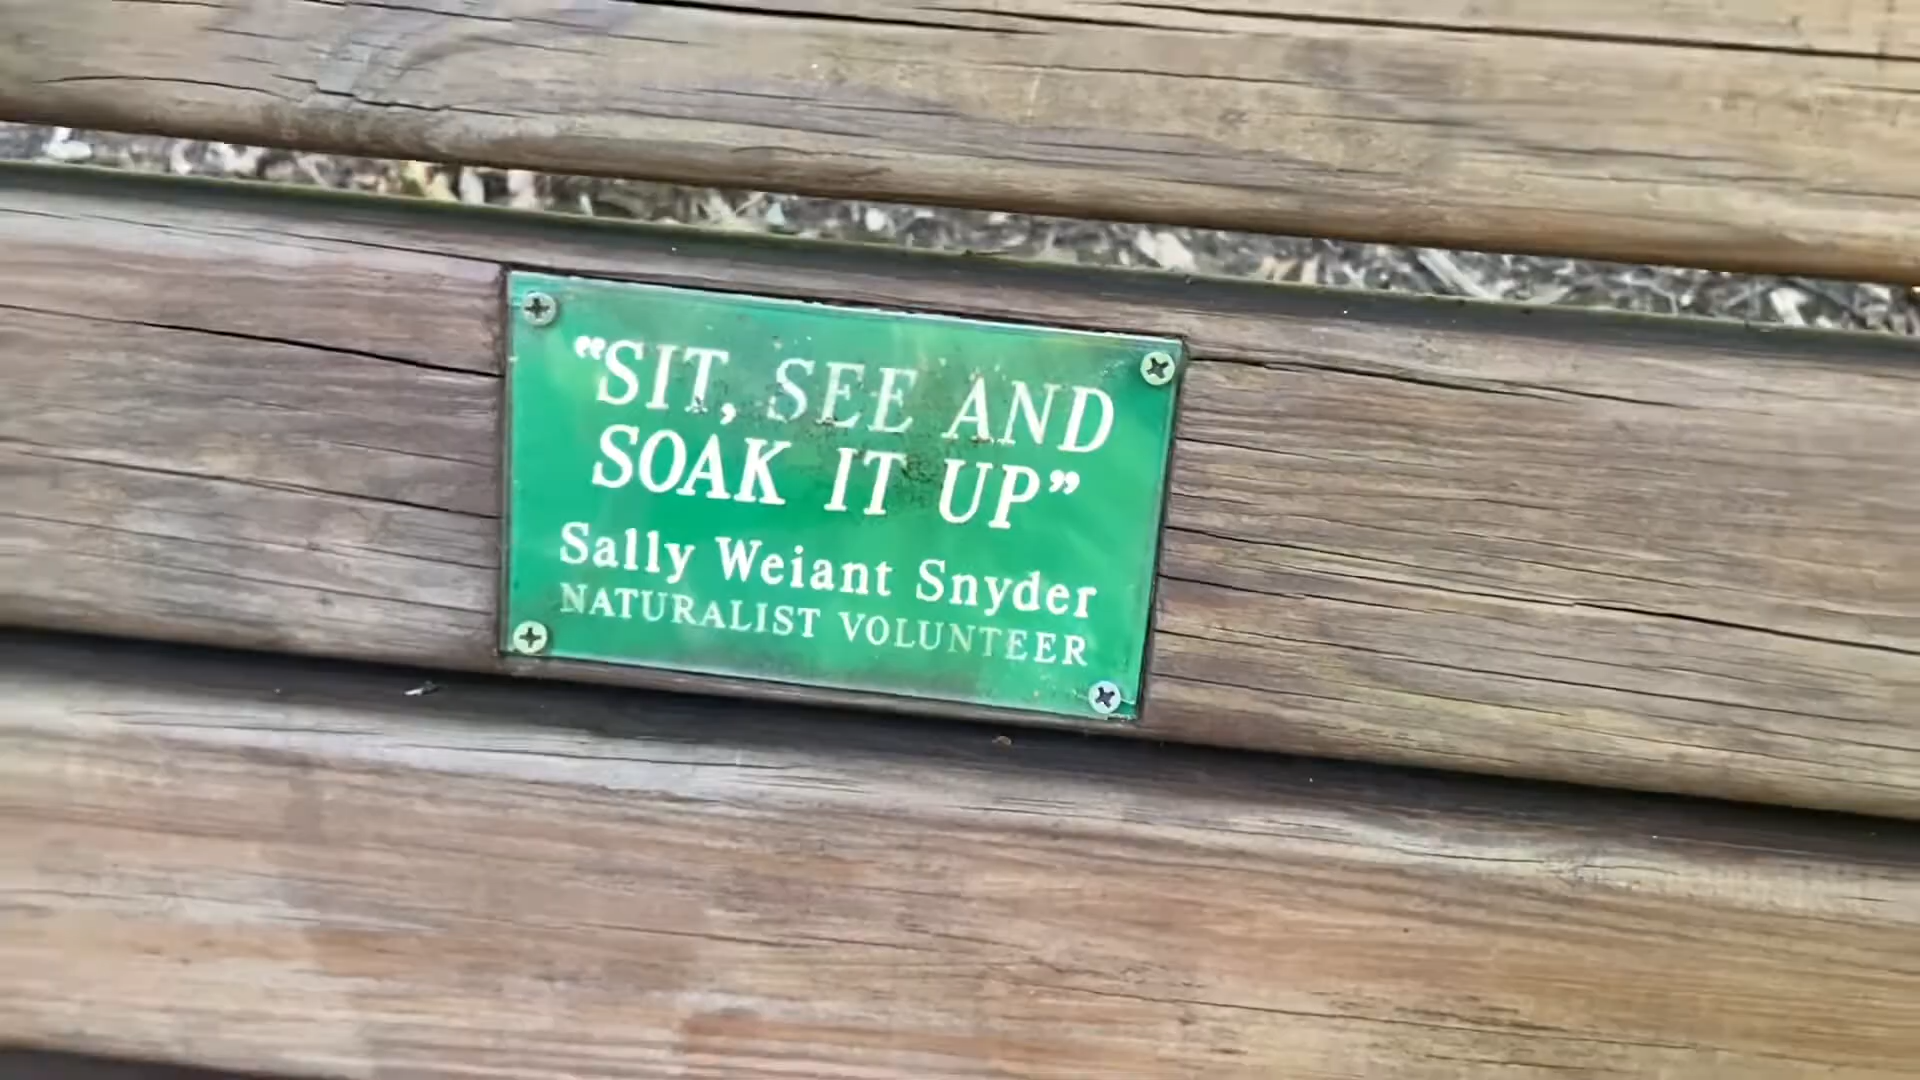 “SIT, SEE AND
SOAK IT UP”
Sally Weiant Snyder
NATURALIST VOLUNTEER